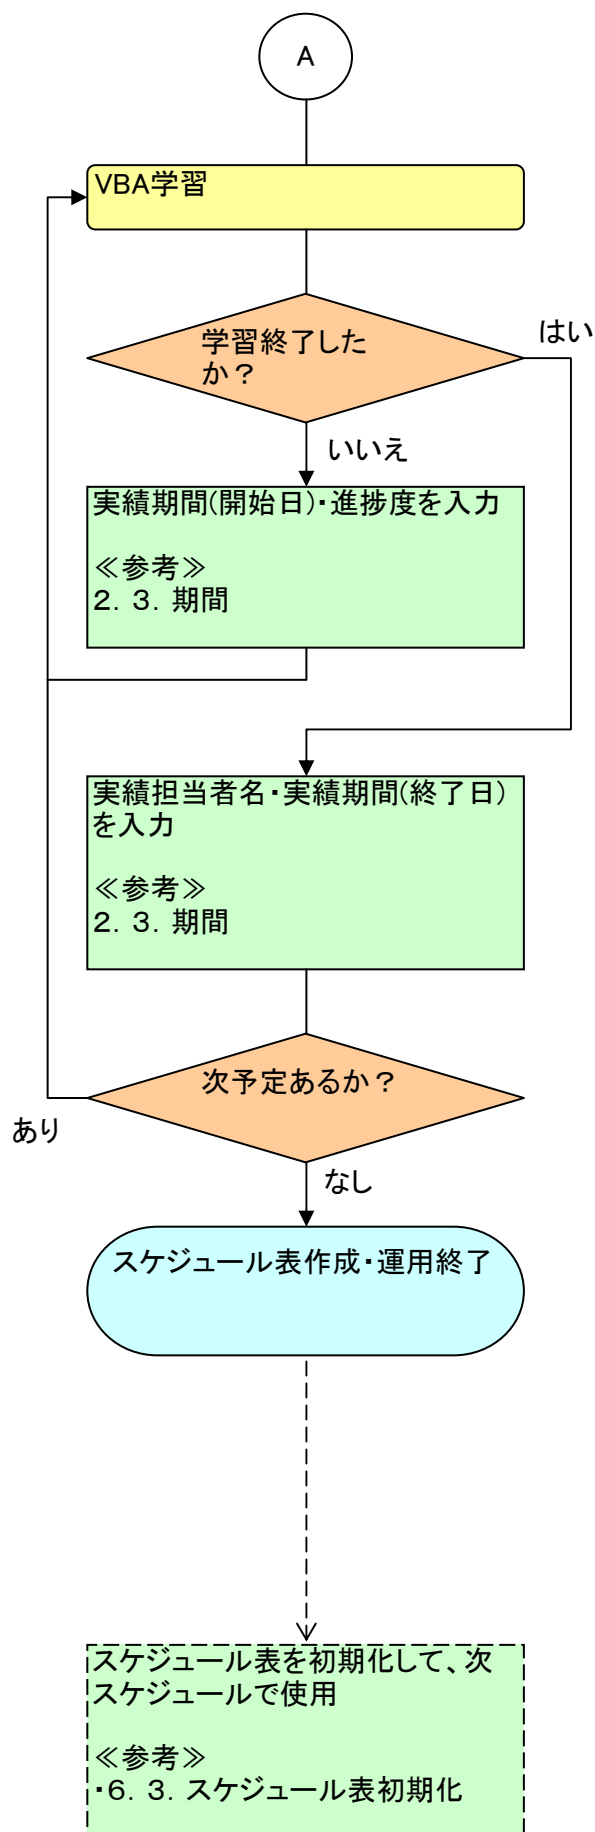 A
VBA学習
学習終了した
か？
はい
いいえ
実績期間(開始日)・進捗度を入力
≪参考≫
２．３．期間
実績担当者名・実績期間(終了日)
を入力
≪参考≫
２．３．期間
次予定あるか？
あり
なし
スケジュール表作成・運用終了
スケジュール表を初期化して、次
スケジュールで使用
≪参考≫
・６．３．スケジュール表初期化